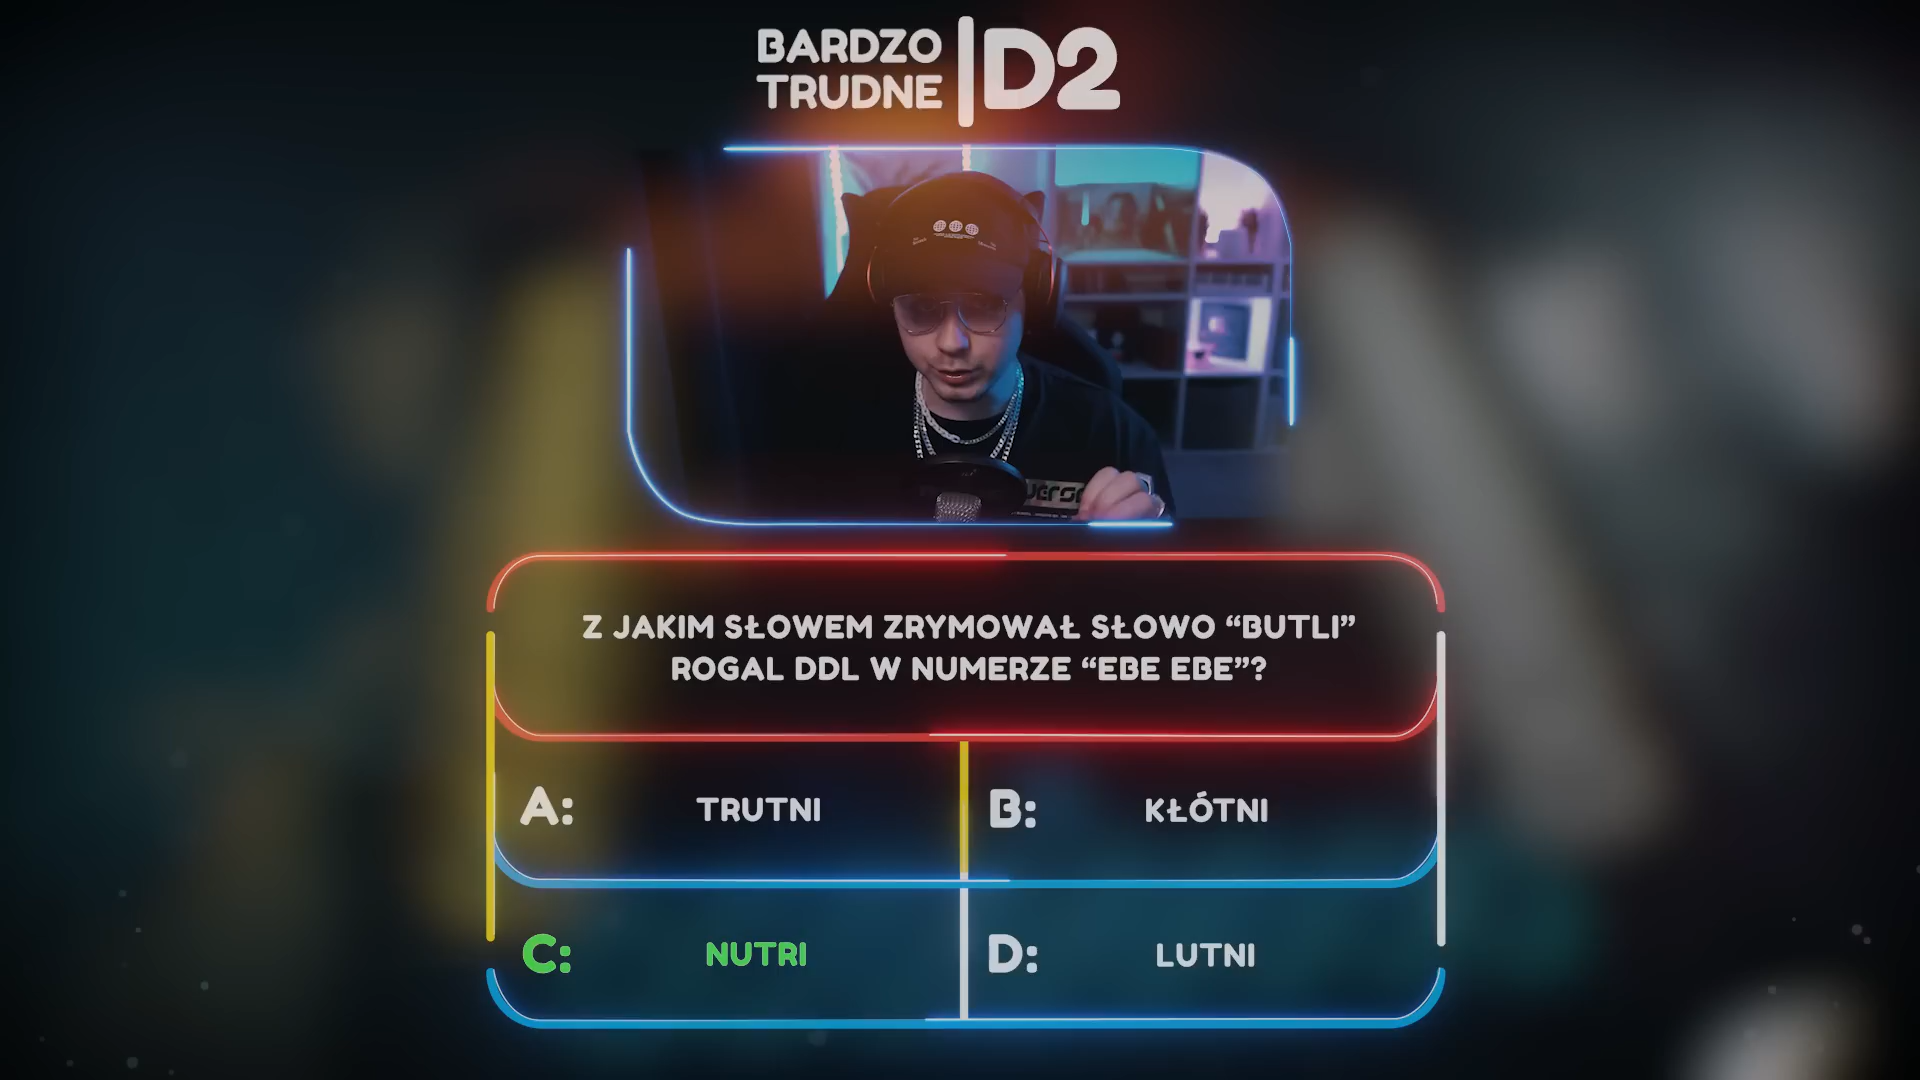 BARDZO
TRUDNE
D2
Z JAKIM SŁOWEM ZRYMOWAŁ SŁOWO “BUTLI”
ROGAL DDL W NUMERZE “EBE EBE”?
A: TRUTNI
B: KŁÓTNI
C: NUTRI
D: LUTNI